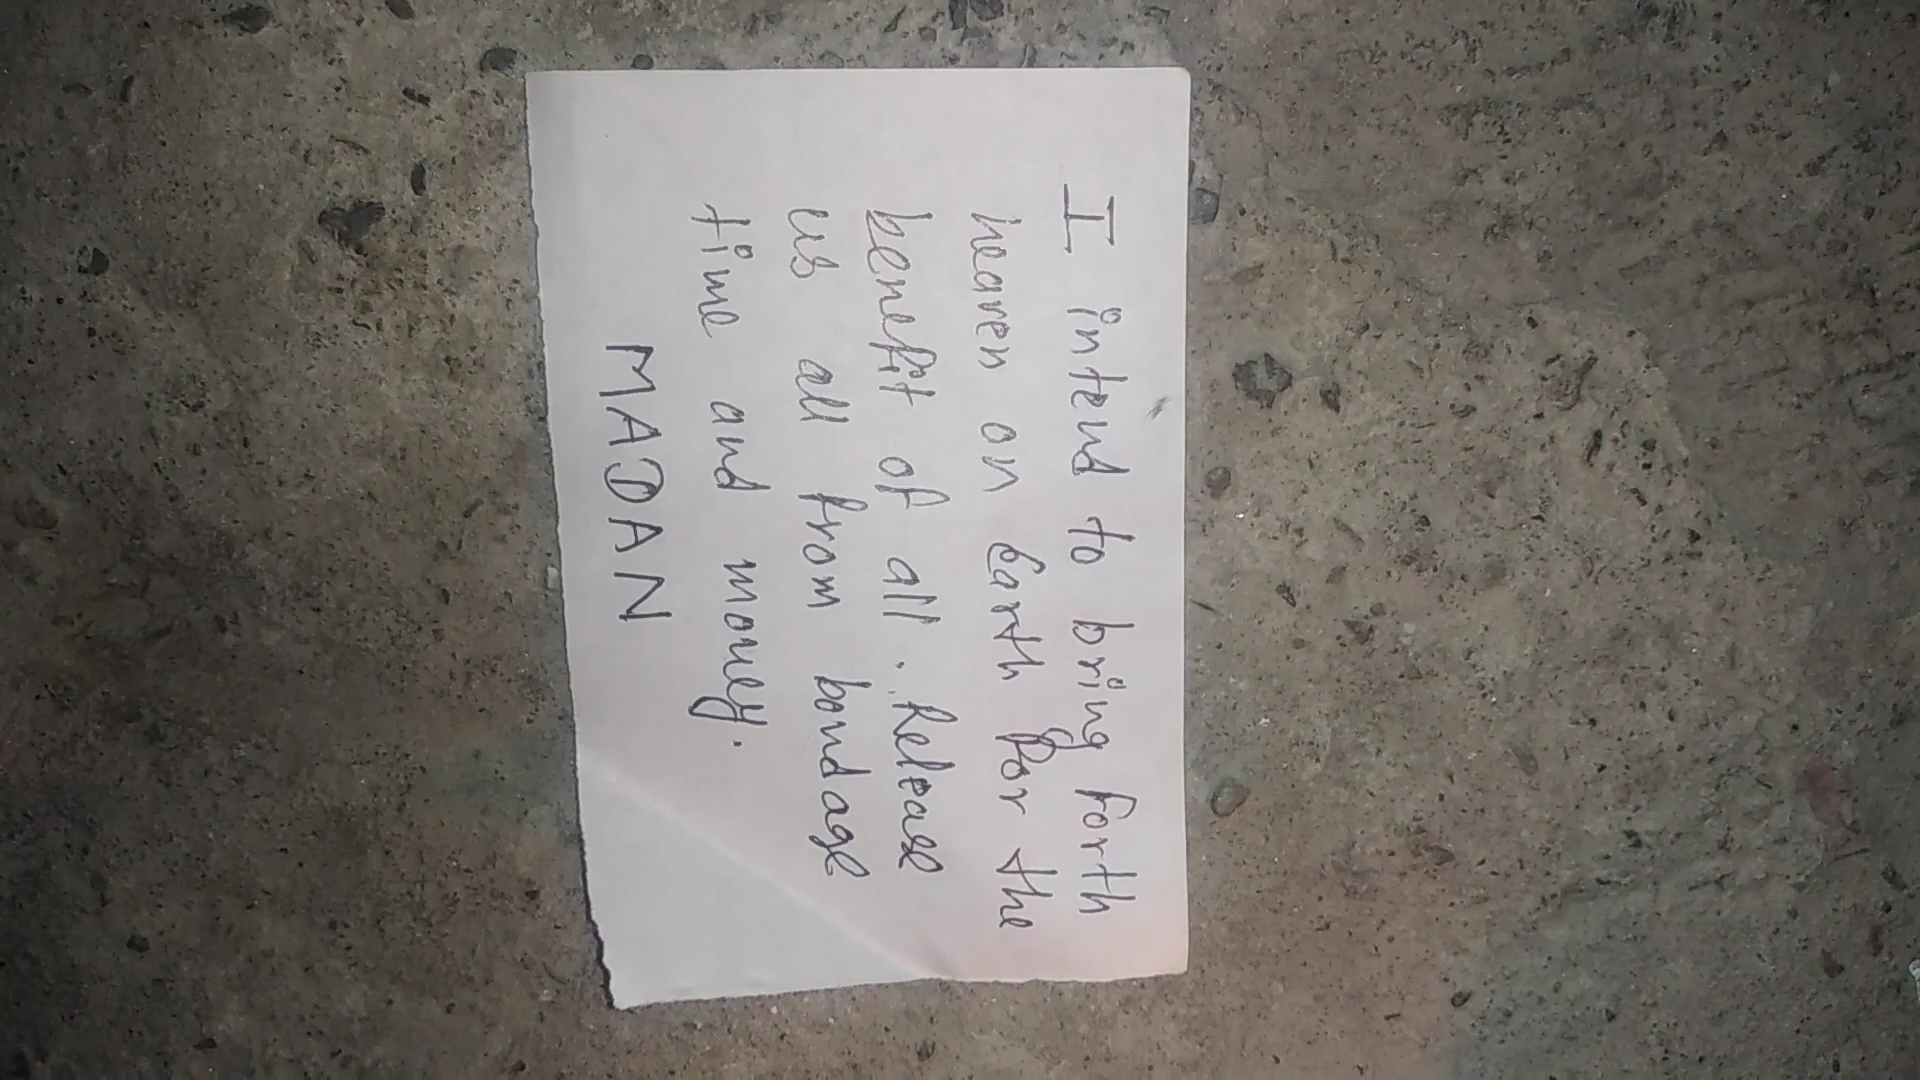 I intend to bring forth
heaven on Earth for the
benefit of all. Release
us all from bondage
time and money.
MADAN